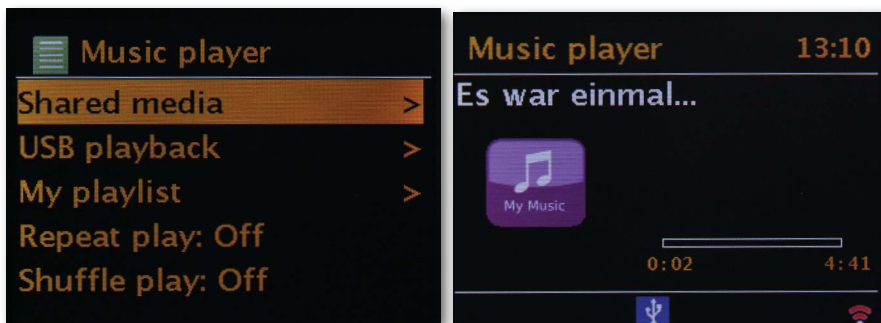 Music player
Shared media >
USB playback >
My playlist >
Repeat play: Off
Shuffle play: Off
Music player 13:10
Es war einmal...
My Music
0:02 4:41